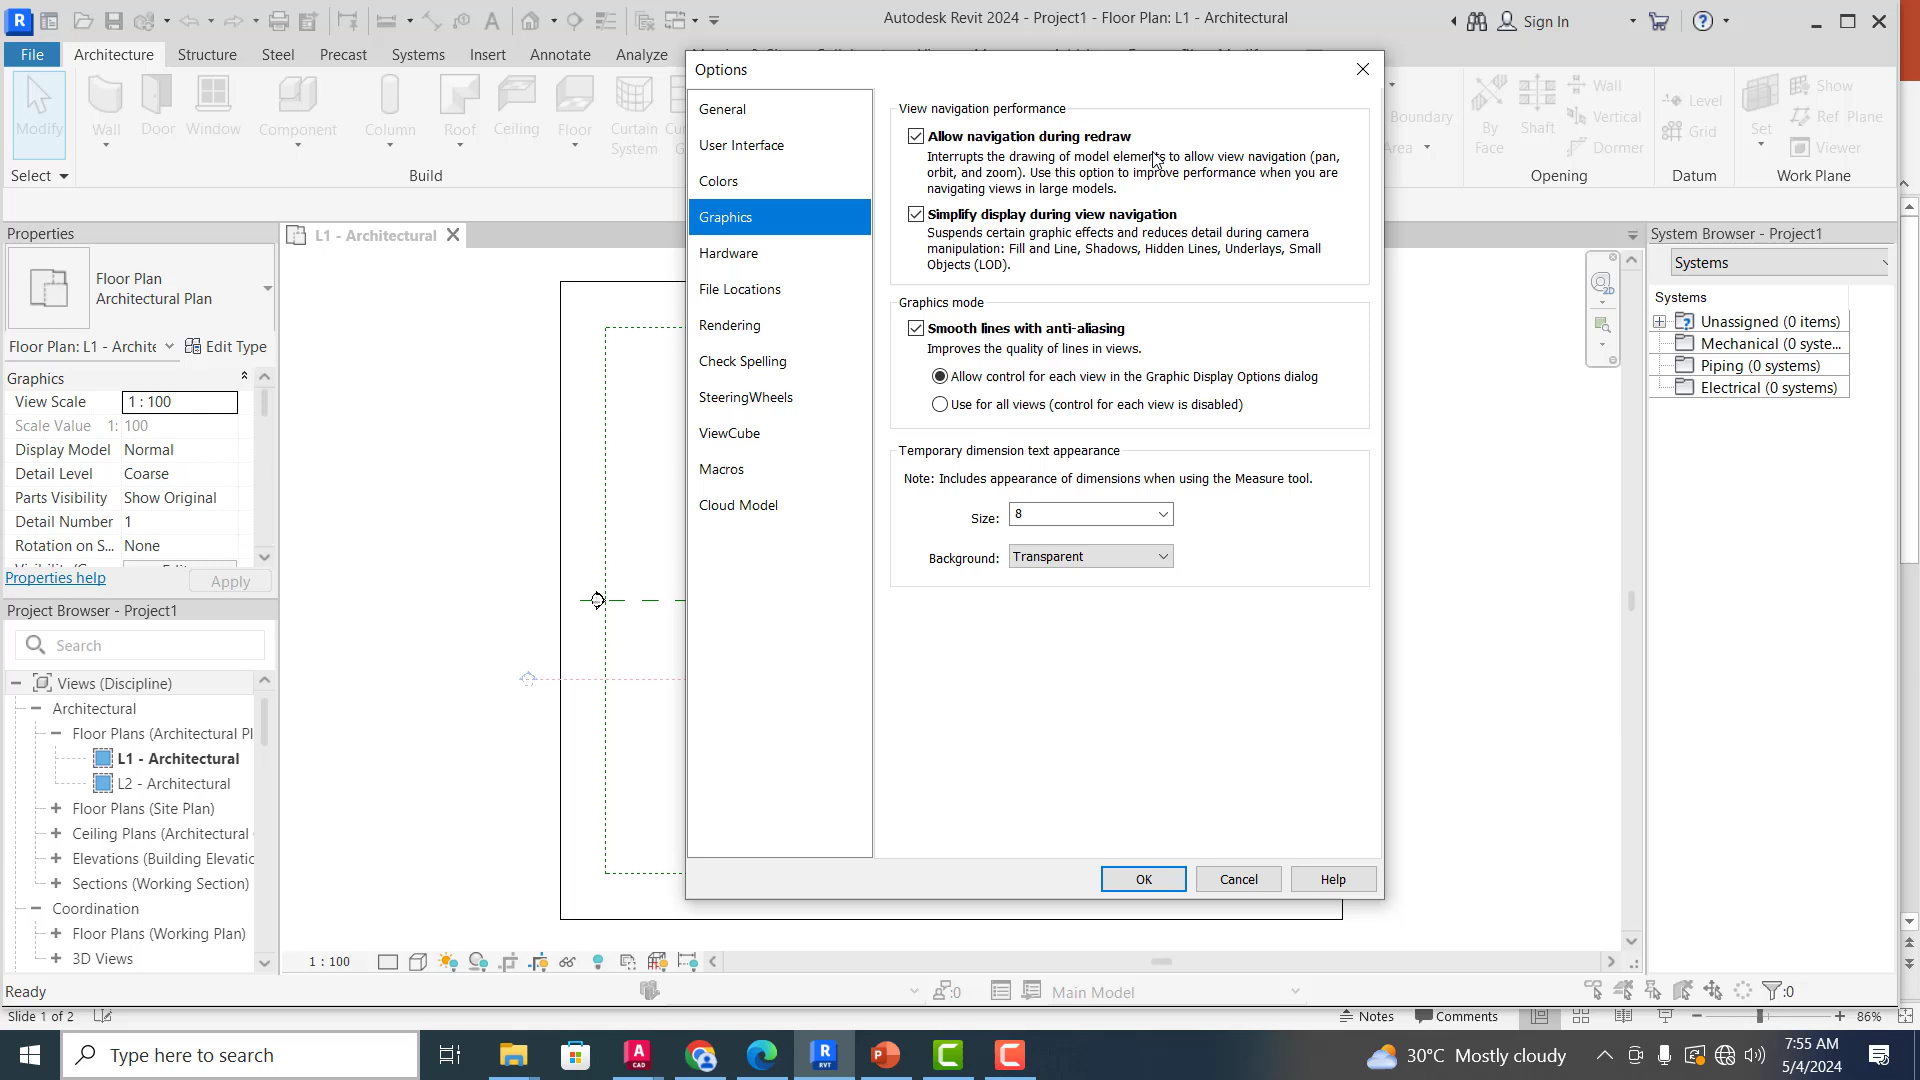 Autodesk Revit 2024 - Project1 - Floor Plan: L1 - Architectural
Sign In
File
Architecture
Structure
Steel
Precast
Systems
Insert
Annotate
Analyze
Modify
Wall
Door
Window
Component
Column
Roof
Ceiling
Floor
Curtain
System
By
Face
Shaft
Wall
Vertical
Dormer
Level
Grid
Set
Show
Ref Plane
Viewer
Select
Build
Opening
Datum
Work Plane
Options
General
User Interface
Colors
Graphics
Hardware
File Locations
Rendering
Check Spelling
SteeringWheels
ViewCube
Macros
Cloud Model
View navigation performance
Allow navigation during redraw
Interrupts the drawing of model elements to allow view navigation (pan,
orbit, and zoom). Use this option to improve performance when you are
navigating views in large models.
Simplify display during view navigation
Suspends certain graphic effects and reduces detail during camera
manipulation: Fill and Line, Shadows, Hidden Lines, Underlays, Small
Objects (LOD).
Graphics mode
Smooth lines with anti-aliasing
Improves the quality of lines in views.
Allow control for each view in the Graphic Display Options dialog
Use for all views (control for each view is disabled)
Temporary dimension text appearance
Note: Includes appearance of dimensions when using the Measure tool.
Size: 8
Background: Transparent
OK
Cancel
Help
Properties
Floor Plan
Architectural Plan
Floor Plan: L1 - Archite
Edit Type
Graphics
View Scale 1 : 100
Scale Value 1: 100
Display Model Normal
Detail Level Coarse
Parts Visibility Show Original
Detail Number 1
Rotation on S... None
Properties help
Apply
Project Browser - Project1
Search
Views (Discipline)
Architectural
Floor Plans (Architectural Pl
L1 - Architectural
L2 - Architectural
Floor Plans (Site Plan)
Ceiling Plans (Architectural
Elevations (Building Elevatio
Sections (Working Section)
Coordination
Floor Plans (Working Plan)
3D Views
L1 - Architectural
System Browser - Project1
Systems
Systems
Unassigned (0 items)
Mechanical (0 syste...
Piping (0 systems)
Electrical (0 systems)
2D
1 : 100
Ready
:0
Main Model
:0
Slide 1 of 2
Notes
Comments
86%
Type here to search
30°C Mostly cloudy
7:55 AM
5/4/2024